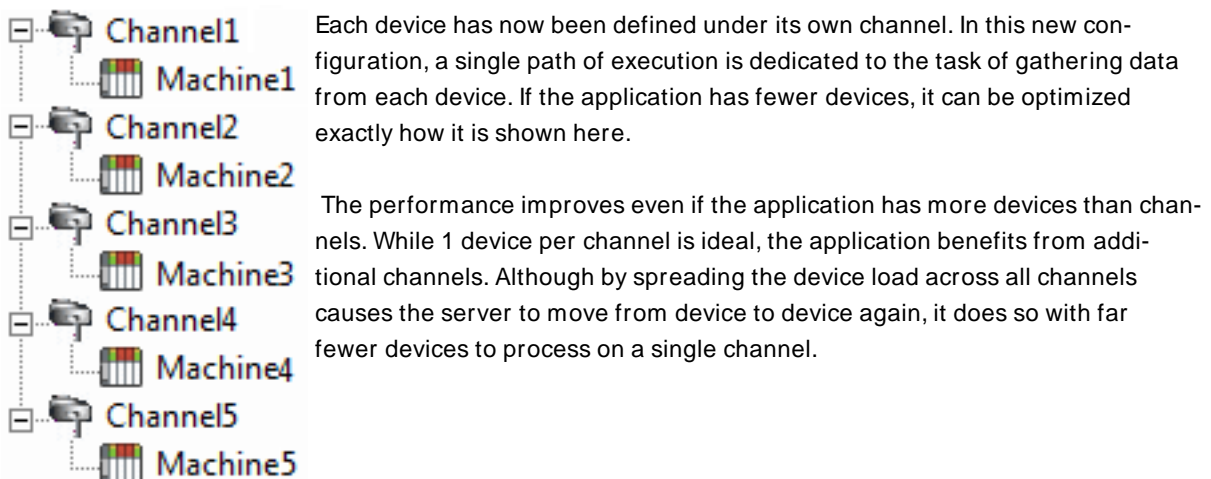 Channel1
Machine1
Channel2
Machine2
Channel3
Machine3
Channel4
Machine4
Channel5
Machine5
Each device has now been defined under its own channel. In this new con-
figuration, a single path of execution is dedicated to the task of gathering data
from each device. If the application has fewer devices, it can be optimized
exactly how it is shown here.
The performance improves even if the application has more devices than chan-
nels. While 1 device per channel is ideal, the application benefits from addi-
tional channels. Although by spreading the device load across all channels
causes the server to move from device to device again, it does so with far
fewer devices to process on a single channel.